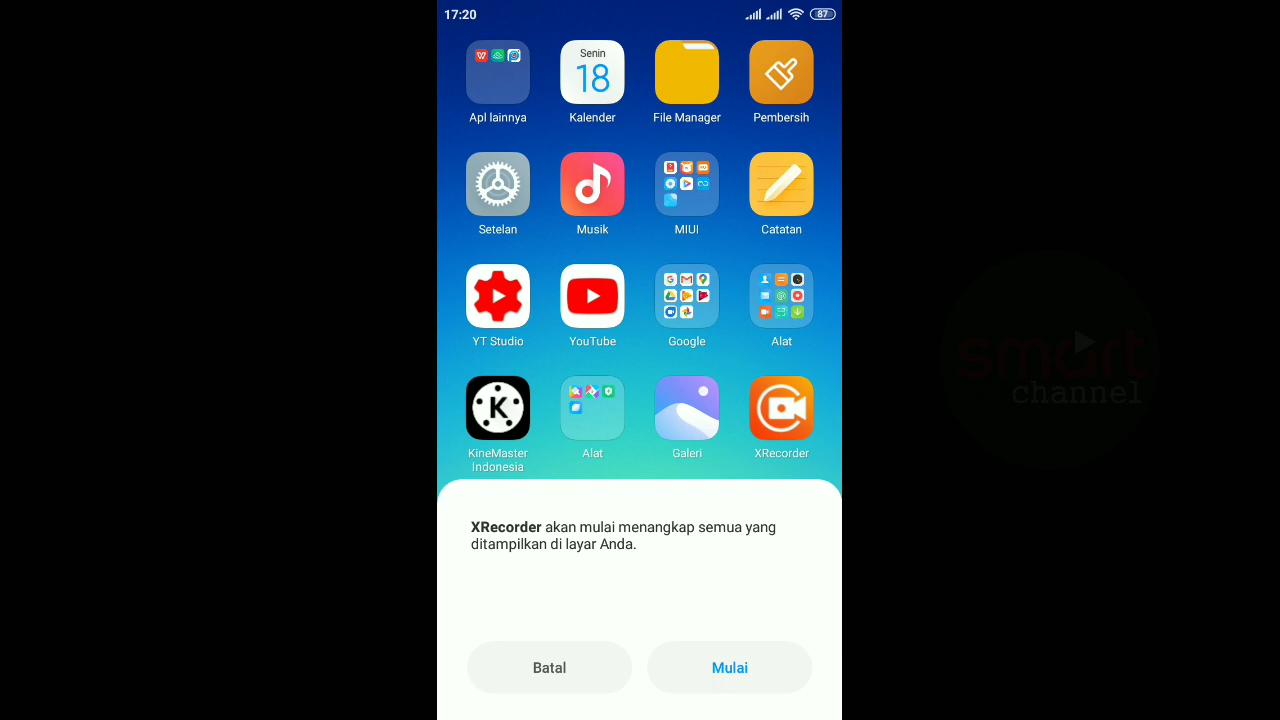 17:20
87
Senin
18
Apl lainnya
Kalender
File Manager
Pembersih
Setelan
Musik
MIUI
Catatan
YT Studio
YouTube
Google
Alat
K
KineMaster
Indonesia
Alat
Galeri
XRecorder
smart
channel
XRecorder akan mulai menangkap semua yang
ditampilkan di layar Anda.
Batal
Mulai